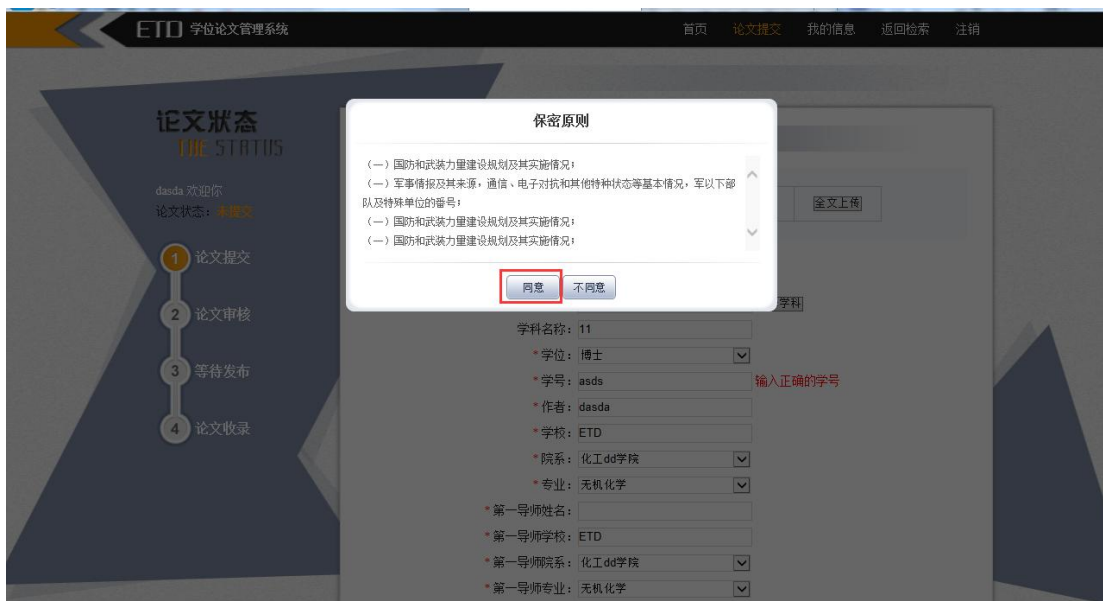 ETD 学位论文管理系统
首页 论文提交 我的信息 返回检索 注销
论文状态
THE STATUS
dasda 欢迎你
论文状态：未提交
1 论文提交
2 论文审核
3 等待发布
4 论文收录
保密原则
（一）国防和武装力量建设规划及其实施情况；
（一）军事情报及其来源，通信、电子对抗和其他特种状态等基本情况，军以下部
队及特殊单位的番号；
（一）国防和武装力量建设规划及其实施情况；
（一）国防和武装力量建设规划及其实施情况；
同意 不同意
全文上传
学科
学科名称： 11
*学位： 博士
*学号： asds 输入正确的学号
*作者： dasda
*学校： ETD
*院系： 化工dd学院
*专业： 无机化学
*第一导师姓名：
*第一导师学校： ETD
*第一导师院系： 化工dd学院
*第一导师专业： 无机化学